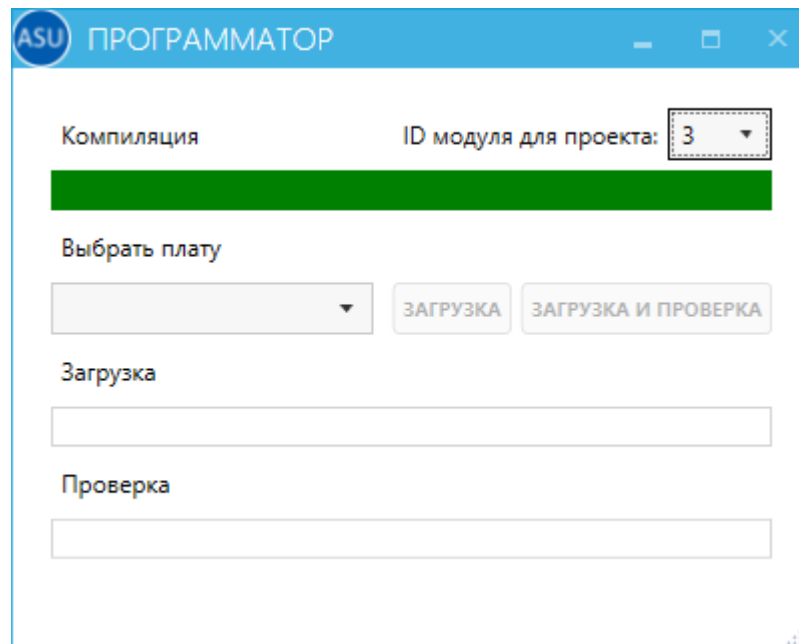 ASU ПРОГРАММАТОР
Компиляция ID модуля для проекта: 3
Выбрать плату
ЗАГРУЗКА ЗАГРУЗКА И ПРОВЕРКА
Загрузка
Проверка